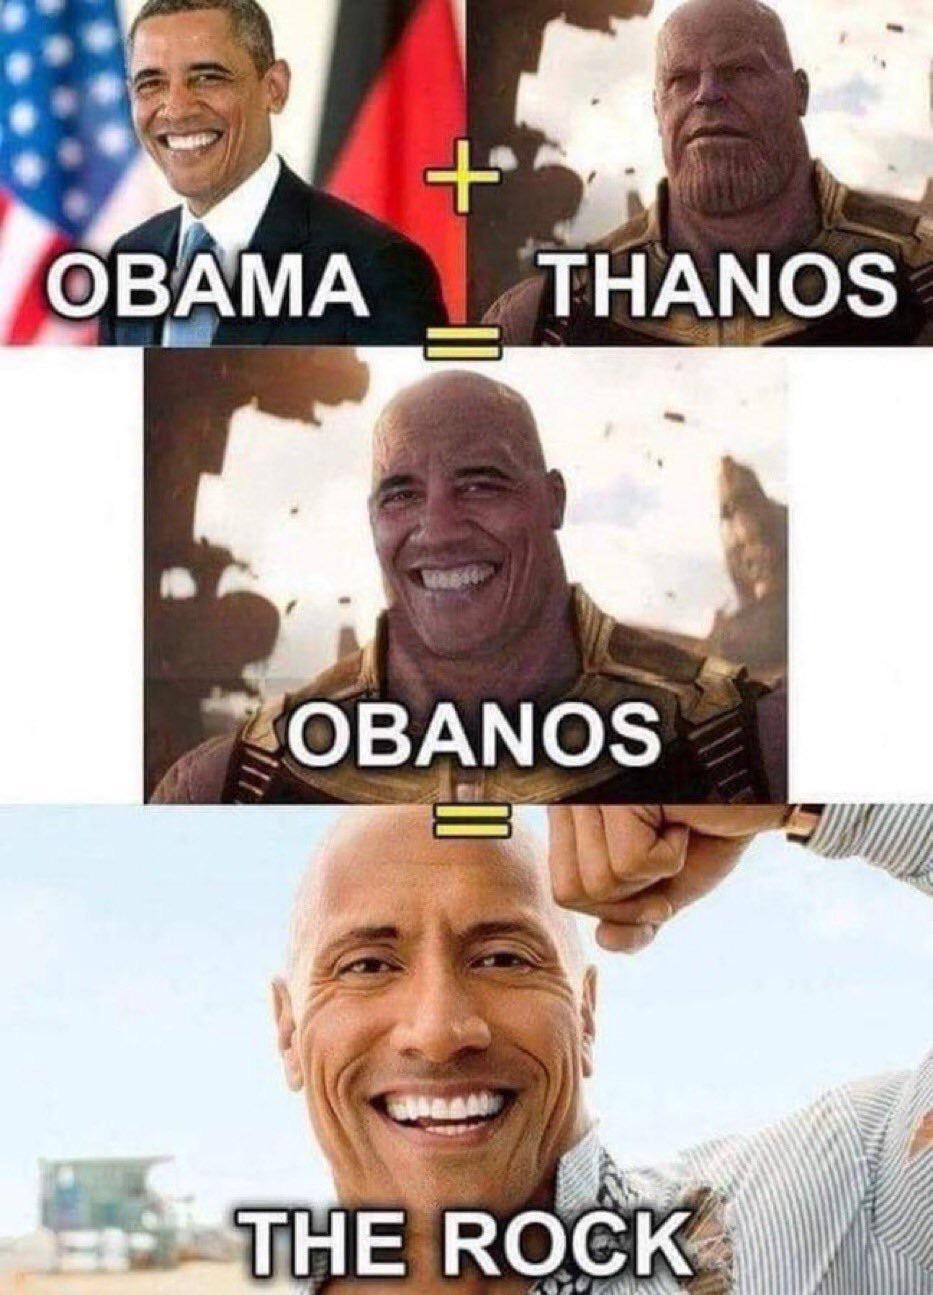 OBAMA
+
THANOS
=
OBANOS
=
THE ROCK